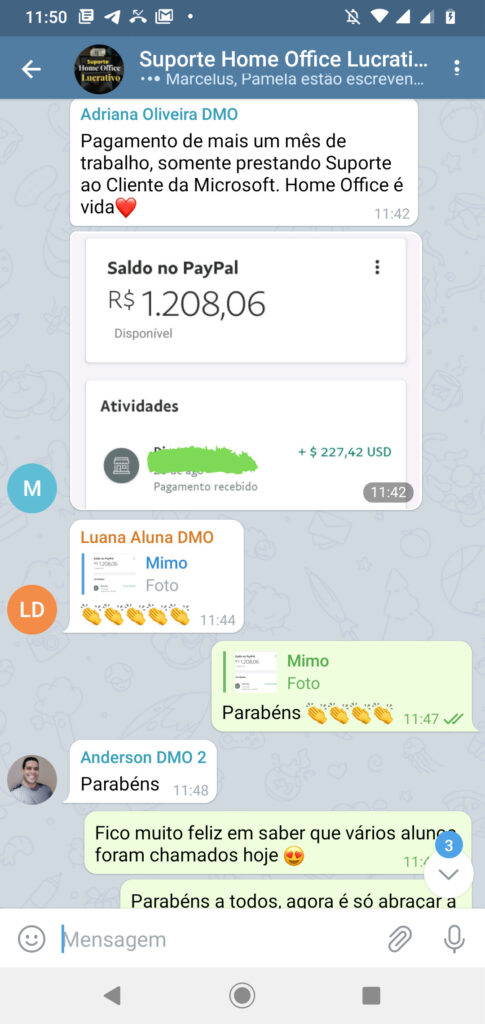 11:50
Suporte Home Office Lucrativo
Suporte Home Office Lucrati...
Marcelus, Pamela estão escreven...
Adriana Oliveira DMO
Pagamento de mais um mês de
trabalho, somente prestando Suporte
ao Cliente da Microsoft. Home Office é
vida❤️
11:42
Saldo no PayPal
R$ 1.208,06
Disponível
Atividades
+ $ 227,42 USD
Pagamento recebido
11:42
M
Luana Aluna DMO
Mimo
Foto
👏👏👏👏👏 11:44
LD
Mimo
Foto
Parabéns 👏👏👏👏 11:47
Anderson DMO 2
Parabéns 11:48
Fico muito feliz em saber que vários alunos
foram chamados hoje 😍
3
Parabéns a todos, agora é só abraçar a
Mensagem